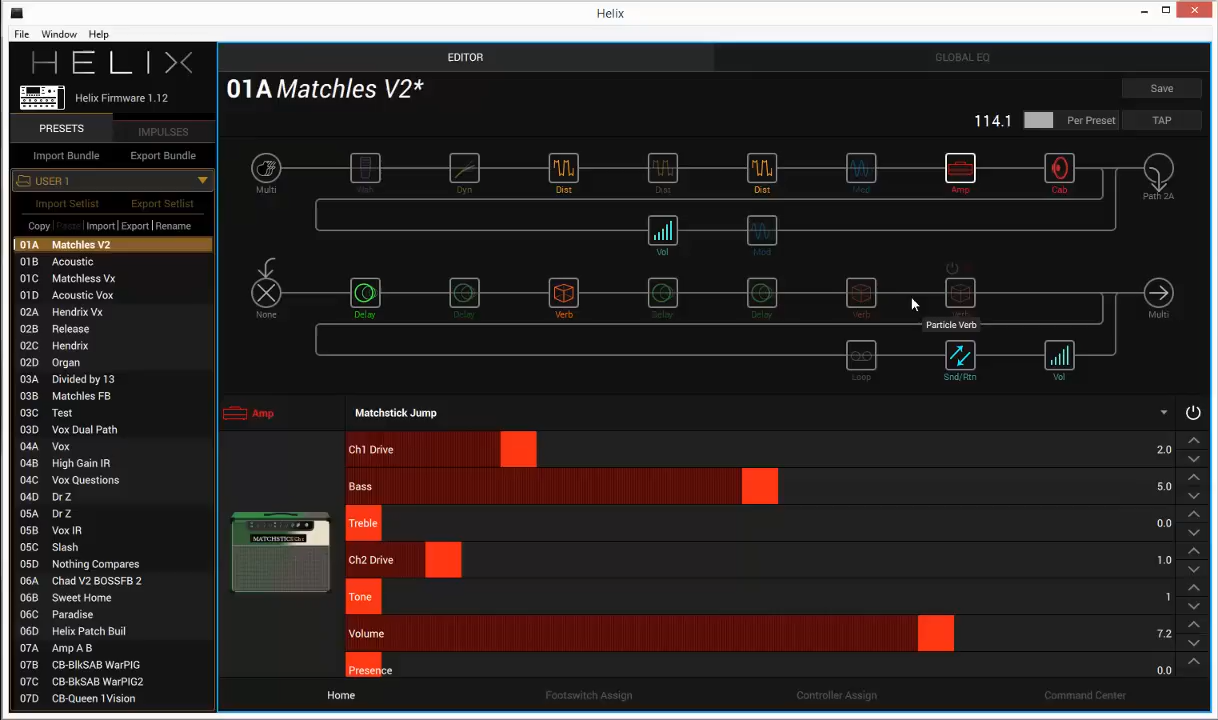 Helix
File Window Help
HELIX
Helix Firmware 1.12
PRESETS IMPULSES
Import Bundle Export Bundle
USER 1
Import Setlist Export Setlist
Copy Paste Import Export Rename
01A Matchles V2
01B Acoustic
01C Matchless Vx
01D Acoustic Vox
02A Hendrix Vx
02B Release
02C Hendrix
02D Organ
03A Divided by 13
03B Matchles FB
03C Test
03D Vox Dual Path
04A Vox
04B High Gain IR
04C Vox Questions
04D Dr Z
05A Dr Z
05B Vox IR
05C Slash
05D Nothing Compares
06A Chad V2 BOSSFB 2
06B Sweet Home
06C Paradise
06D Helix Patch Buil
07A Amp A B
07B CB-BlkSAB WarPIG
07C CB-BlkSAB WarPIG2
07D CB-Queen 1Vision
EDITOR GLOBAL EQ
01A Matchles V2* Save
114.1 Per Preset TAP
Multi Wah Dyn Dist Dist Dist Mod Amp Cab Path 2A
Vol Mod
None Delay Delay Verb Delay Delay Verb Verb Multi
Particle Verb
Loop Snd/Rtn Vol
Amp Matchstick Jump
Ch1 Drive 2.0
Bass 5.0
Treble 0.0
MATCHSTICK Ch1
Ch2 Drive 1.0
Tone 1
Volume 7.2
Presence 0.0
Home Footswitch Assign Controller Assign Command Center